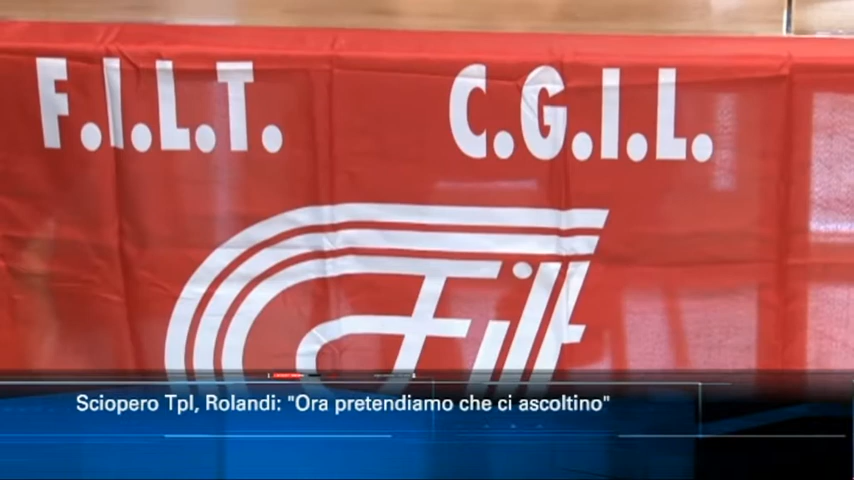 F.I.L.T. C.G.I.L.
Filt
Sciopero Tpl, Rolandi: "Ora pretendiamo che ci ascoltino"